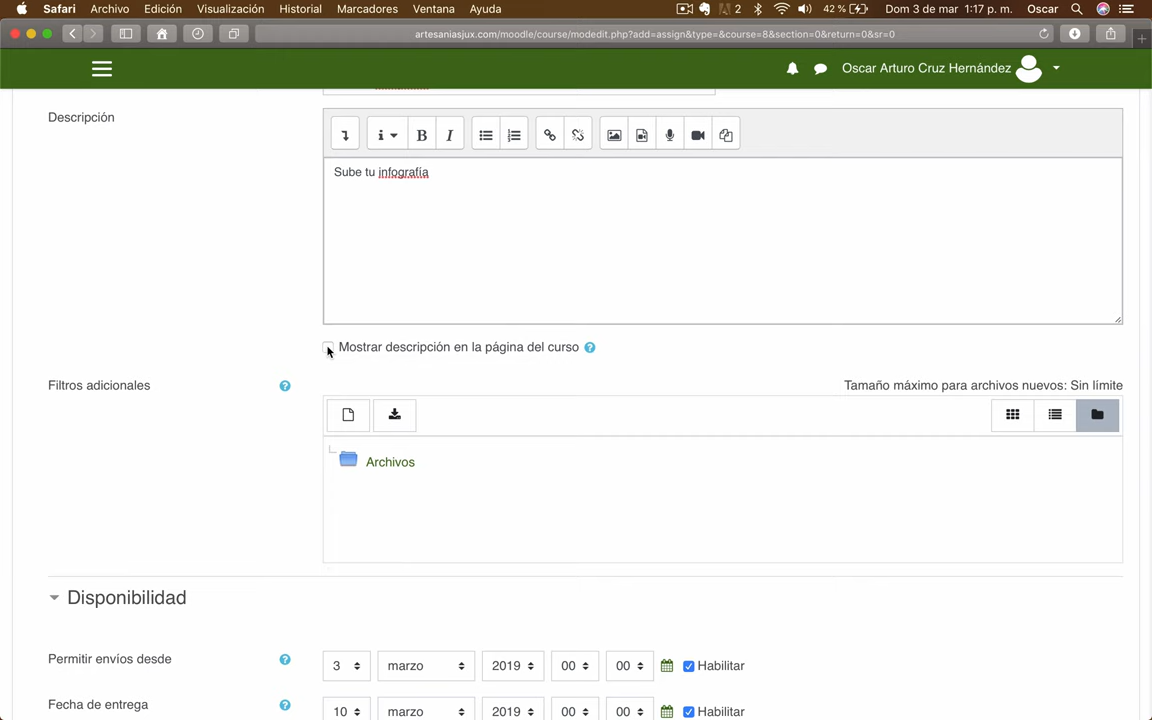 Safari Archivo Edición Visualización Historial Marcadores Ventana Ayuda 2 42 % Dom 3 de mar 1:17 p. m. Oscar
artesaniasjux.com/moodle/course/modedit.php?add=assign&type=&course=8&section=0&return=0&sr=0
Oscar Arturo Cruz Hernández
Descripción
Sube tu infografía
Mostrar descripción en la página del curso
Filtros adicionales
Tamaño máximo para archivos nuevos: Sin límite
Archivos
Disponibilidad
Permitir envíos desde 3 marzo 2019 00 00 Habilitar
Fecha de entrega 10 marzo 2019 00 00 Habilitar